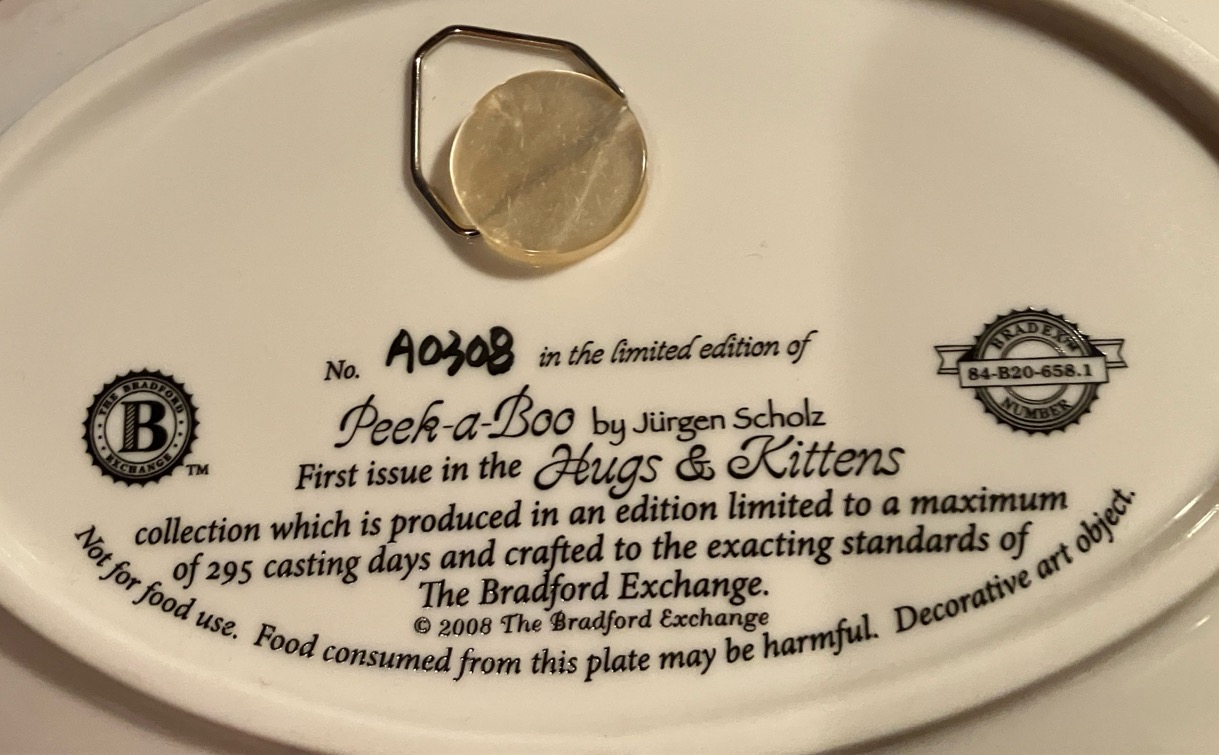 No. A0308 in the limited edition of
Peek-a-Boo by Jürgen Scholz
First issue in the Hugs & Kittens
collection which is produced in an edition limited to a maximum
of 295 casting days and crafted to the exacting standards of
The Bradford Exchange.
© 2008 The Bradford Exchange
Not for food use. Food consumed from this plate may be harmful. Decorative art object.
THE BRADFORD
B
EXCHANGE
TM
BRADEX™
84-B20-658.1
NUMBER